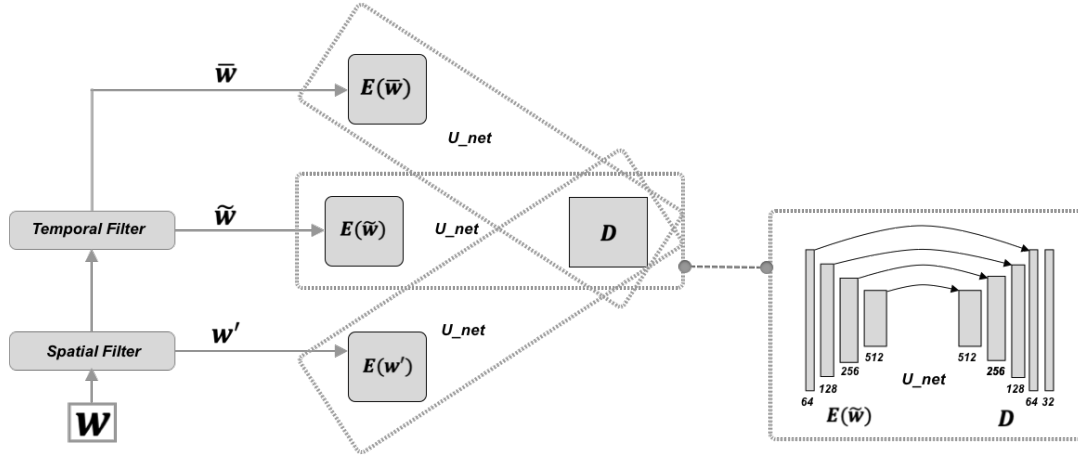 w̅
E(w̅)
U_net
Temporal Filter
w̃
E(w̃)
U_net
D
Spatial Filter
w′
E(w′)
U_net
w
64
128
256
512
512
256
128
64
32
U_net
E(w̃)
D